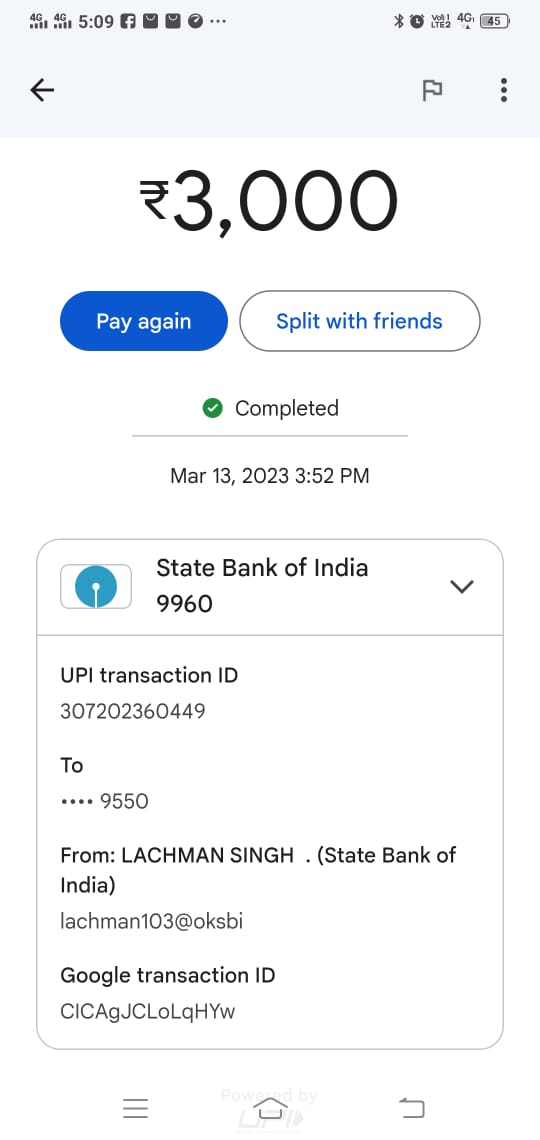 4G 4G 5:09 ... VoLTE2 4G 45
₹3,000
Pay again Split with friends
Completed
Mar 13, 2023 3:52 PM
State Bank of India
9960
UPI transaction ID
307202360449
To
•••• 9550
From: LACHMAN SINGH . (State Bank of
India)
lachman103@oksbi
Google transaction ID
CICAgJCLoLqHYw
Powered by
UPI